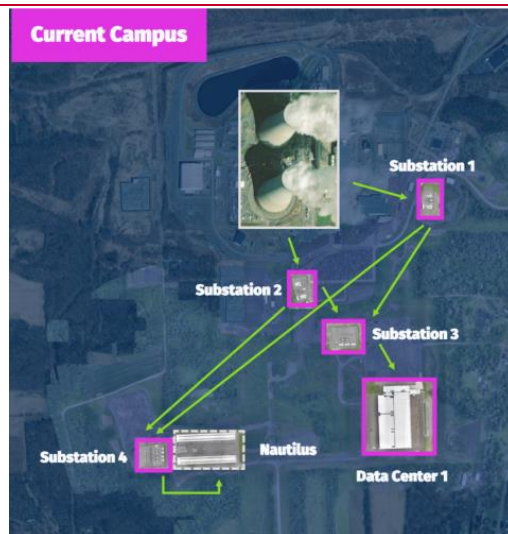 Current Campus
Substation 1
Substation 2
Substation 3
Substation 4
Nautilus
Data Center 1